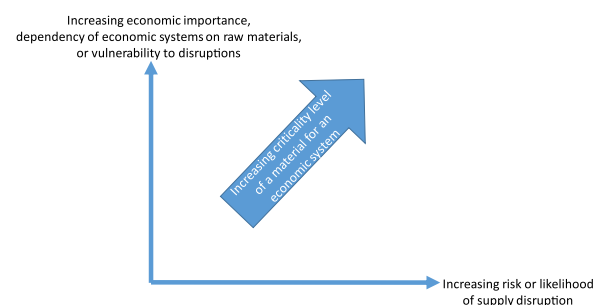 Increasing economic importance,
dependency of economic systems on raw materials,
or vulnerability to disruptions
Increasing criticality level
of a material for an
economic system
Increasing risk or likelihood
of supply disruption